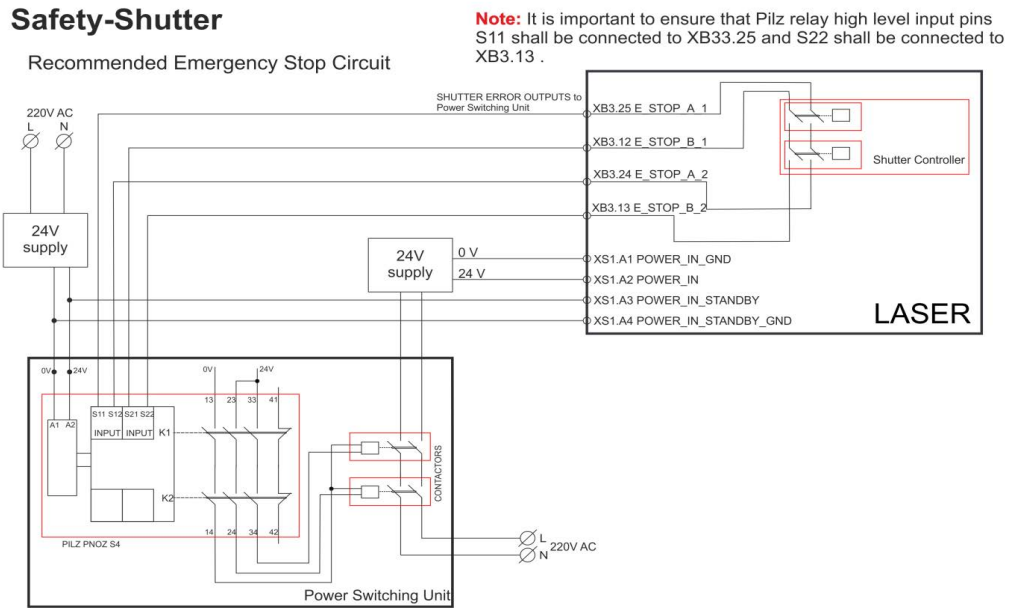 Safety-Shutter
Note: It is important to ensure that Pilz relay high level input pins
S11 shall be connected to XB33.25 and S22 shall be connected to
XB3.13 .
Recommended Emergency Stop Circuit
SHUTTER ERROR OUTPUTS to
Power Switching Unit
220V AC
L N
XB3.25 E_STOP_A_1
XB3.12 E_STOP_B_1
Shutter Controller
XB3.24 E_STOP_A_2
XB3.13 E_STOP_B_2
24V
supply
24V
supply
0 V
24 V
XS1.A1 POWER_IN_GND
XS1.A2 POWER_IN
XS1.A3 POWER_IN_STANDBY
XS1.A4 POWER_IN_STANDBY_GND
LASER
0V 24V
0V 24V
13 23 33 41
S11 S12 S21 S22
A1 A2
INPUT INPUT K1
CONTACTORS
K2
14 24 34 42
PILZ PNOZ S4
L
N
220V AC
Power Switching Unit